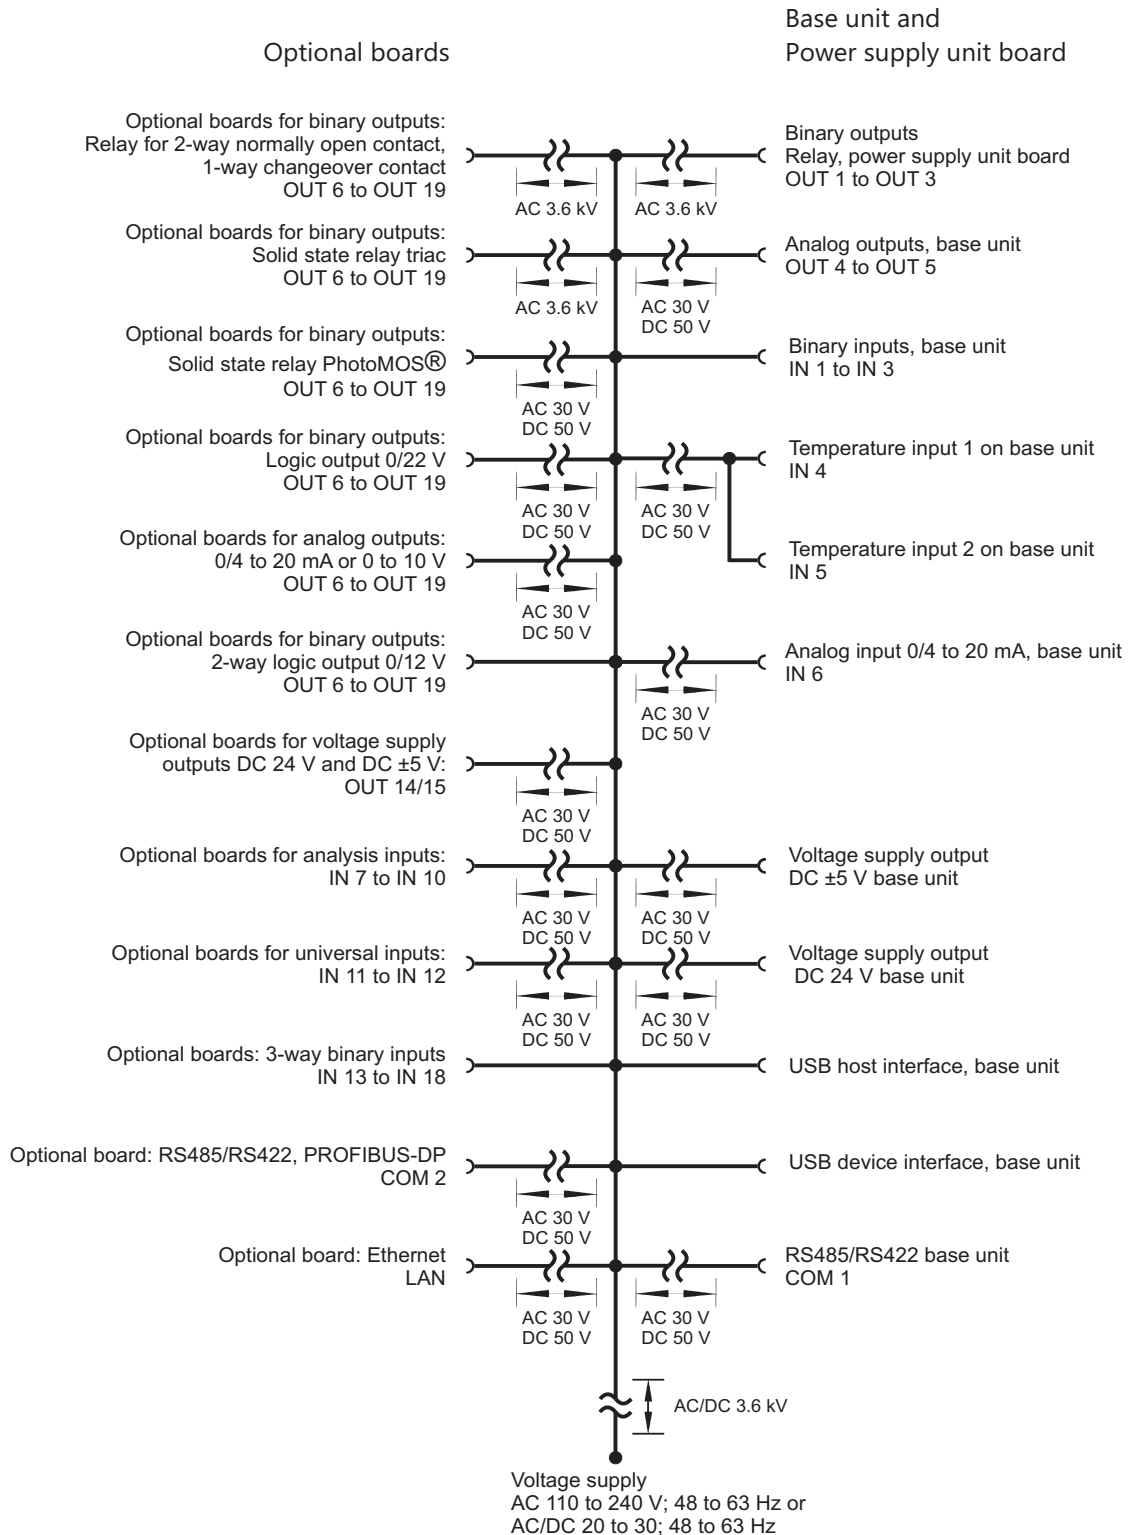 Optional boards
Base unit and
Power supply unit board
Optional boards for binary outputs:
Relay for 2-way normally open contact,
1-way changeover contact
OUT 6 to OUT 19
AC 3.6 kV
AC 3.6 kV
Binary outputs
Relay, power supply unit board
OUT 1 to OUT 3
Optional boards for binary outputs:
Solid state relay triac
OUT 6 to OUT 19
AC 3.6 kV
AC 30 V
DC 50 V
Analog outputs, base unit
OUT 4 to OUT 5
Optional boards for binary outputs:
Solid state relay PhotoMOS®
OUT 6 to OUT 19
AC 30 V
DC 50 V
Binary inputs, base unit
IN 1 to IN 3
Optional boards for binary outputs:
Logic output 0/22 V
OUT 6 to OUT 19
AC 30 V
DC 50 V
AC 30 V
DC 50 V
Temperature input 1 on base unit
IN 4
Optional boards for analog outputs:
0/4 to 20 mA or 0 to 10 V
OUT 6 to OUT 19
AC 30 V
DC 50 V
Temperature input 2 on base unit
IN 5
Optional boards for binary outputs:
2-way logic output 0/12 V
OUT 6 to OUT 19
AC 30 V
DC 50 V
Analog input 0/4 to 20 mA, base unit
IN 6
Optional boards for voltage supply
outputs DC 24 V and DC ±5 V:
OUT 14/15
AC 30 V
DC 50 V
Optional boards for analysis inputs:
IN 7 to IN 10
AC 30 V
DC 50 V
AC 30 V
DC 50 V
Voltage supply output
DC ±5 V base unit
Optional boards for universal inputs:
IN 11 to IN 12
AC 30 V
DC 50 V
AC 30 V
DC 50 V
Voltage supply output
DC 24 V base unit
Optional boards: 3-way binary inputs
IN 13 to IN 18
USB host interface, base unit
Optional board: RS485/RS422, PROFIBUS-DP
COM 2
AC 30 V
DC 50 V
USB device interface, base unit
Optional board: Ethernet
LAN
AC 30 V
DC 50 V
AC 30 V
DC 50 V
RS485/RS422 base unit
COM 1
AC/DC 3.6 kV
Voltage supply
AC 110 to 240 V; 48 to 63 Hz or
AC/DC 20 to 30; 48 to 63 Hz